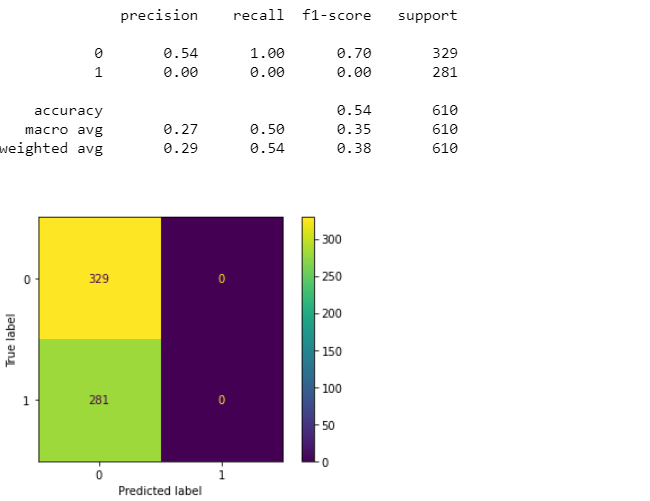 precision recall f1-score support
0 0.54 1.00 0.70 329
1 0.00 0.00 0.00 281
accuracy 0.54 610
macro avg 0.27 0.50 0.35 610
weighted avg 0.29 0.54 0.38 610
300
250
200
150
100
50
0
True label
0
329
0
1
281
0
0
1
Predicted label